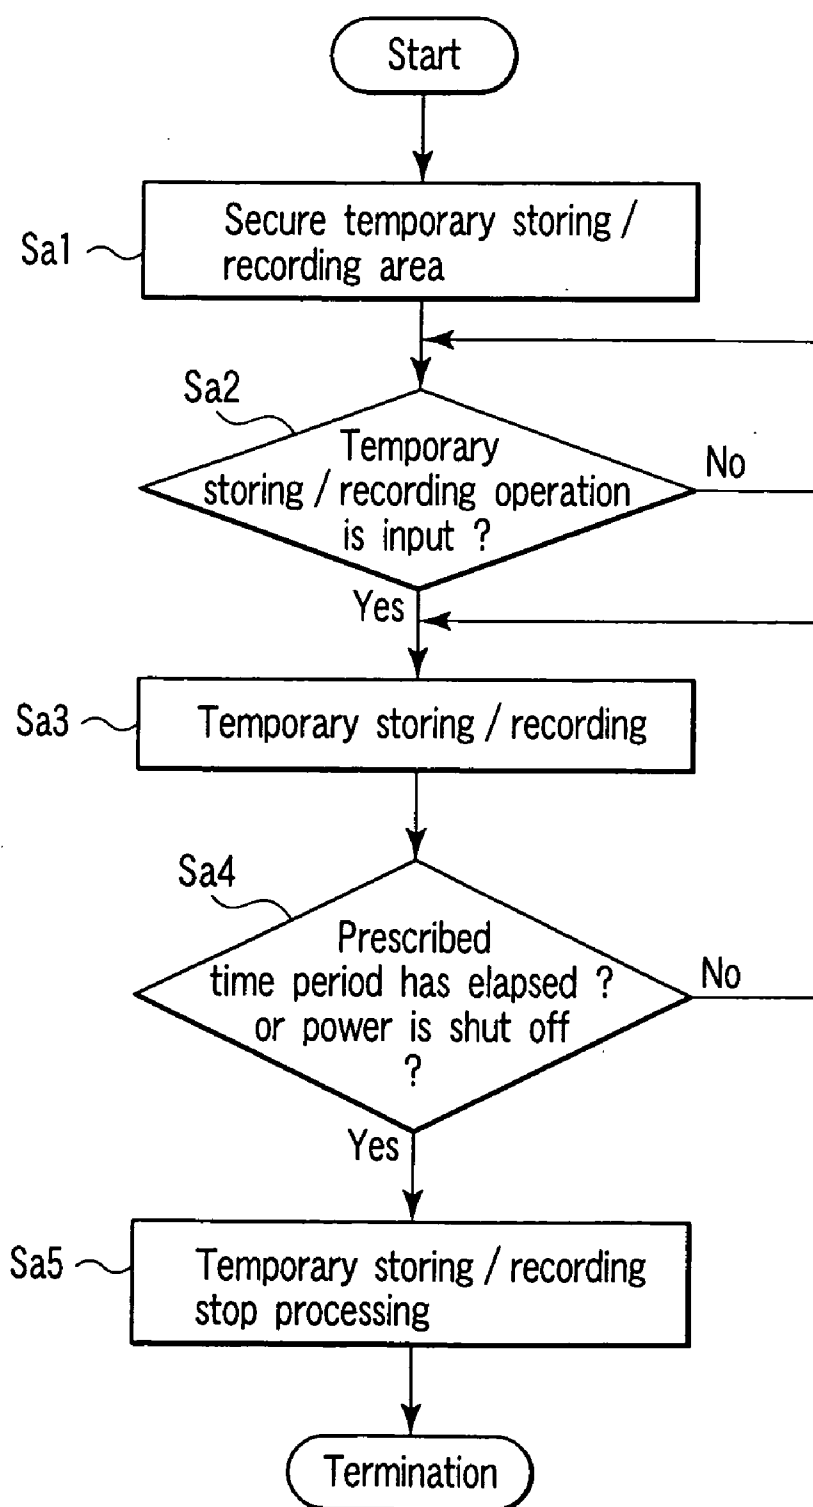 Start
Sa1
Secure temporary storing /
recording area
Sa2
Temporary
storing / recording operation
is input ?
No
Yes
Sa3
Temporary storing / recording
Sa4
Prescribed
time period has elapsed ?
or power is shut off
?
No
Yes
Sa5
Temporary storing / recording
stop processing
Termination